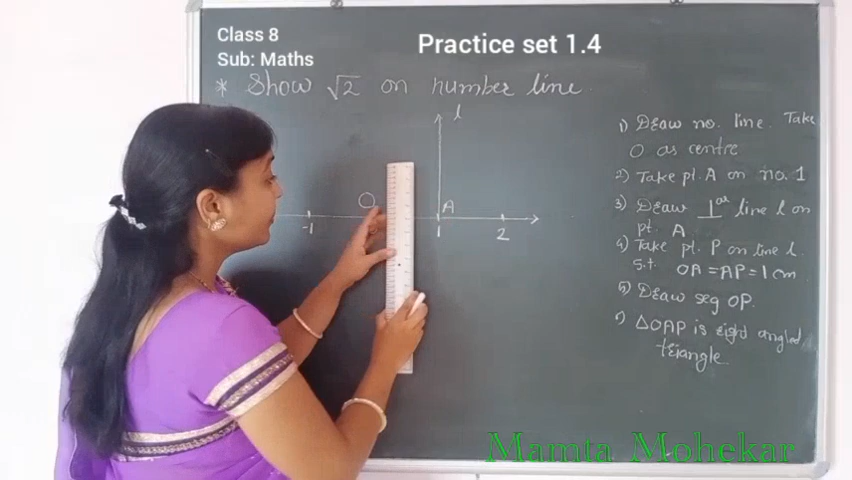 Class 8
Sub: Maths
Practice set 1.4
* Show √2 on number line.
l
O
A
-1
1
2
1) Draw no. line. Take
O as centre
2) Take pt. A on no. 1
3) Draw ⊥ar line l on
pt. A
4) Take pt. P on line l
s.t. OA = AP = 1 cm
5) Draw seg OP.
6) △OAP is right angled
triangle
Mamta Mohekar